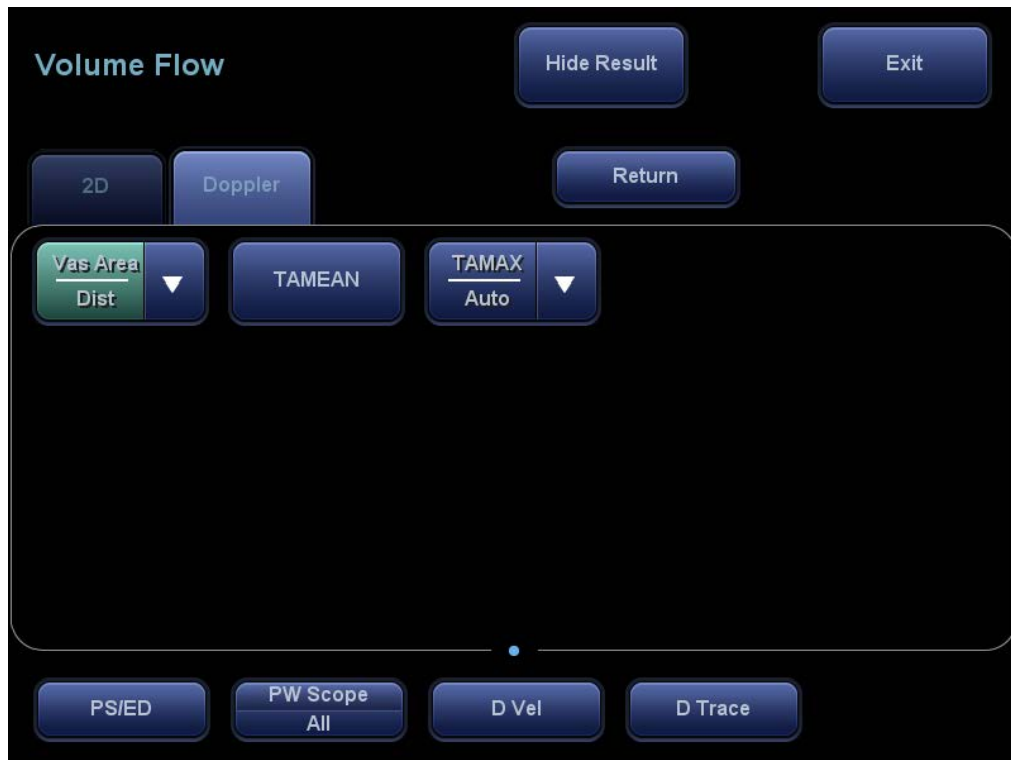 Volume Flow
Hide Result
Exit
2D
Doppler
Return
Vas Area
Dist
TAMEAN
TAMAX
Auto
PS/ED
PW Scope
All
D Vel
D Trace